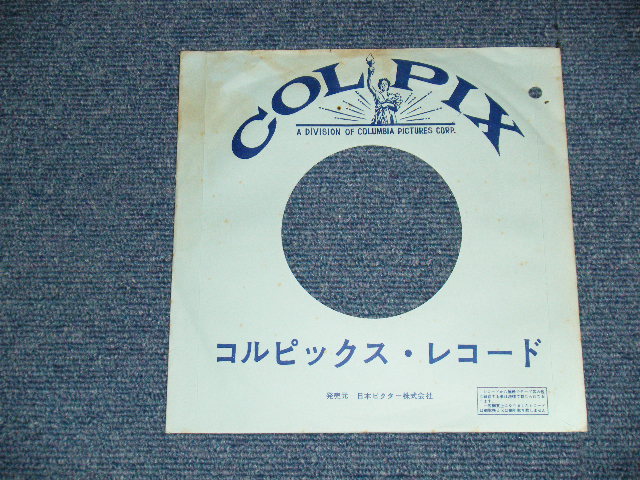 COLPIX
A DIVISION OF COLUMBIA PICTURES CORP.
コルピックス・レコード
発売元 日本ビクター株式会社